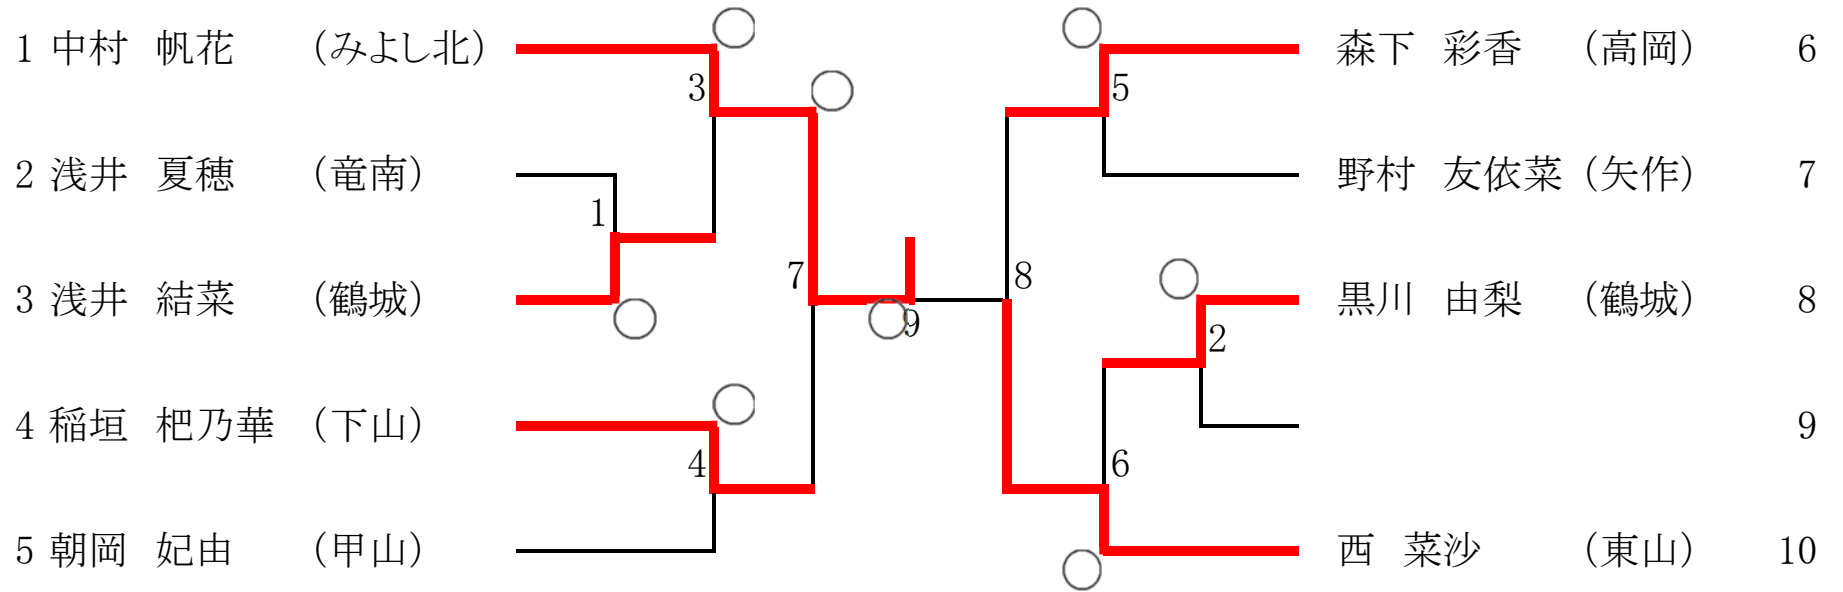 1 中村 帆花 (みよし北)
森下 彩香 (高岡) 6
3
5
2 浅井 夏穂 (竜南)
野村 友依菜 (矢作) 7
1
3 浅井 結菜 (鶴城)
7
8
黒川 由梨 (鶴城) 8
9
2
4 稲垣 杷乃華 (下山)
9
4
6
5 朝岡 妃由 (甲山)
西 菜沙 (東山) 10